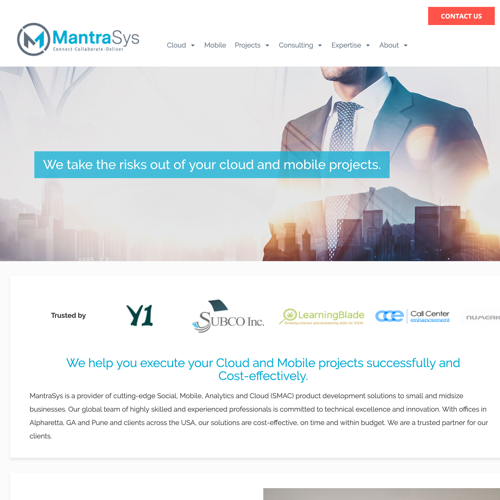 CONTACT US
MantraSys
Connect-Collaborate-Deliver
Cloud Mobile Projects Consulting Expertise About
We take the risks out of your cloud and mobile projects.
Trusted by
Y1
SUBCO Inc.
LearningBlade
CCE Call Center enhancement
We help you execute your Cloud and Mobile projects successfully and
Cost-effectively.
MantraSys is a provider of cutting-edge Social, Mobile, Analytics and Cloud (SMAC) product development solutions to small and midsize
businesses. Our global team of highly skilled and experienced professionals is committed to technical excellence and innovation. With offices in
Alpharetta, GA and Pune and clients across the USA, our solutions are cost-effective, on time and within budget. We are a trusted partner for our
clients.